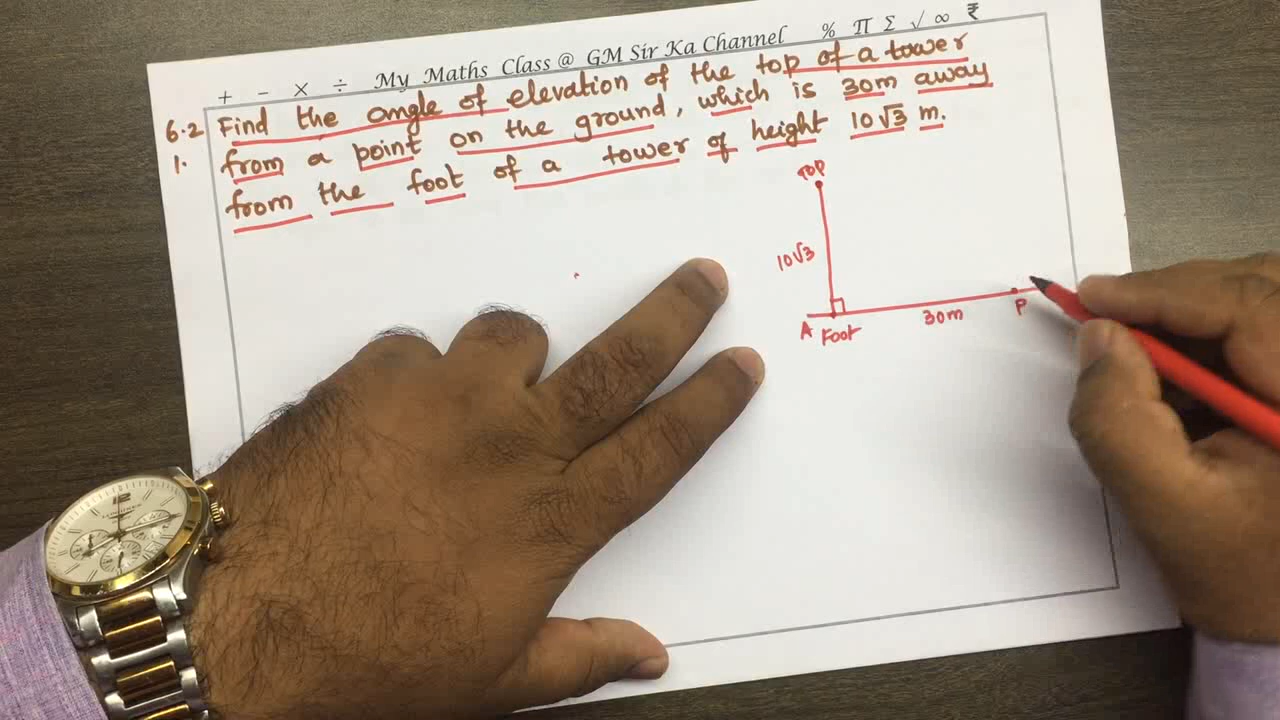 + − × ÷ My Maths Class @ GM Sir Ka Channel % Π Σ √ ∞ ₹
6.2 Find the angle of elevation of the top of a tower
1. from a point on the ground, which is 30m away
from the foot of a tower of height 10√3 m.
TOP
10√3
A Foot 30m P
LONGINES
12